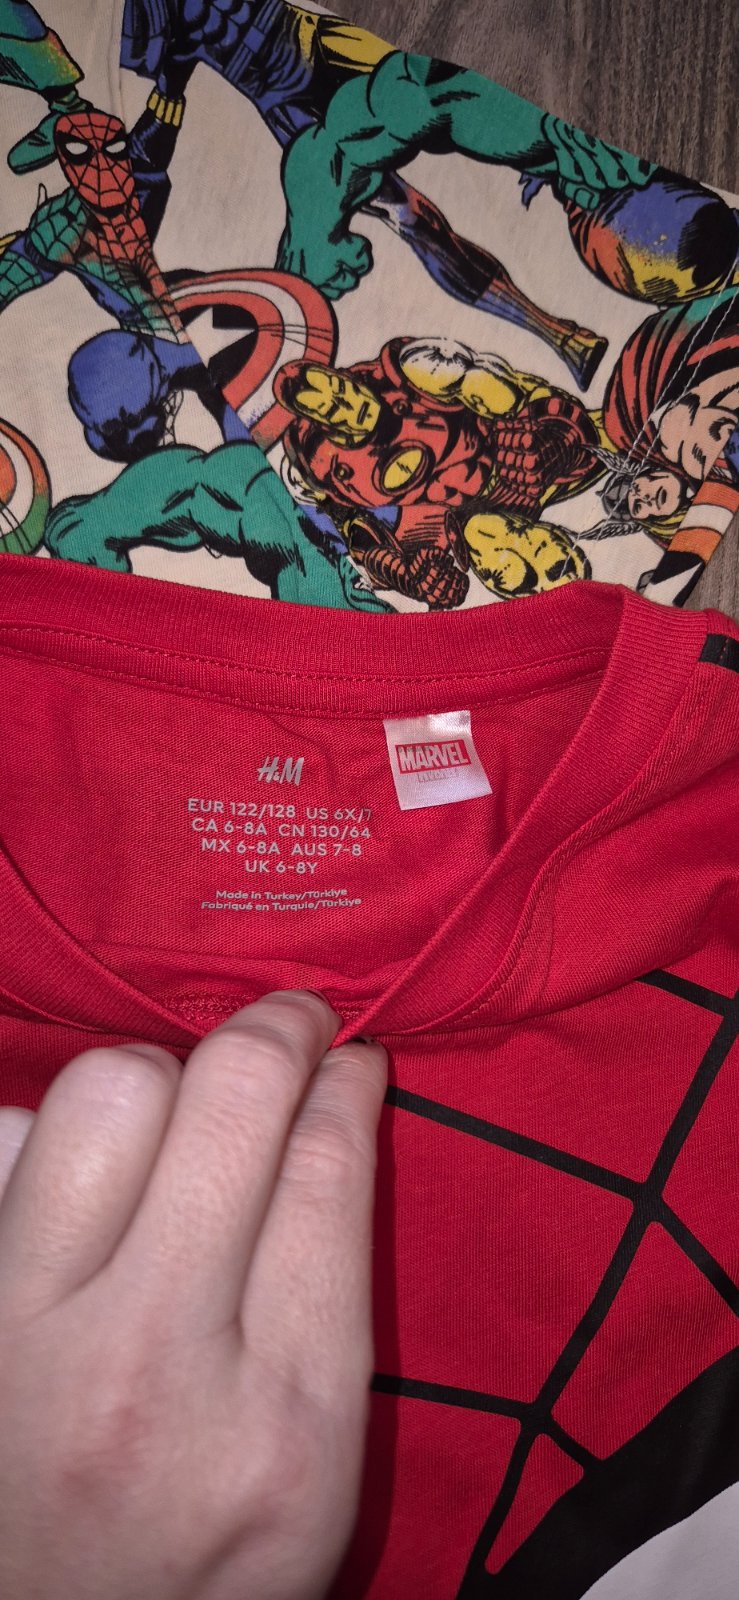 H&M
MARVEL
EUR 122/128 US 6X/7
CA 6-8A CN 130/64
MX 6-8A AUS 7-8
UK 6-8Y
Made in Turkey/Türkiye
Fabriqué en Turquie/Türkiye